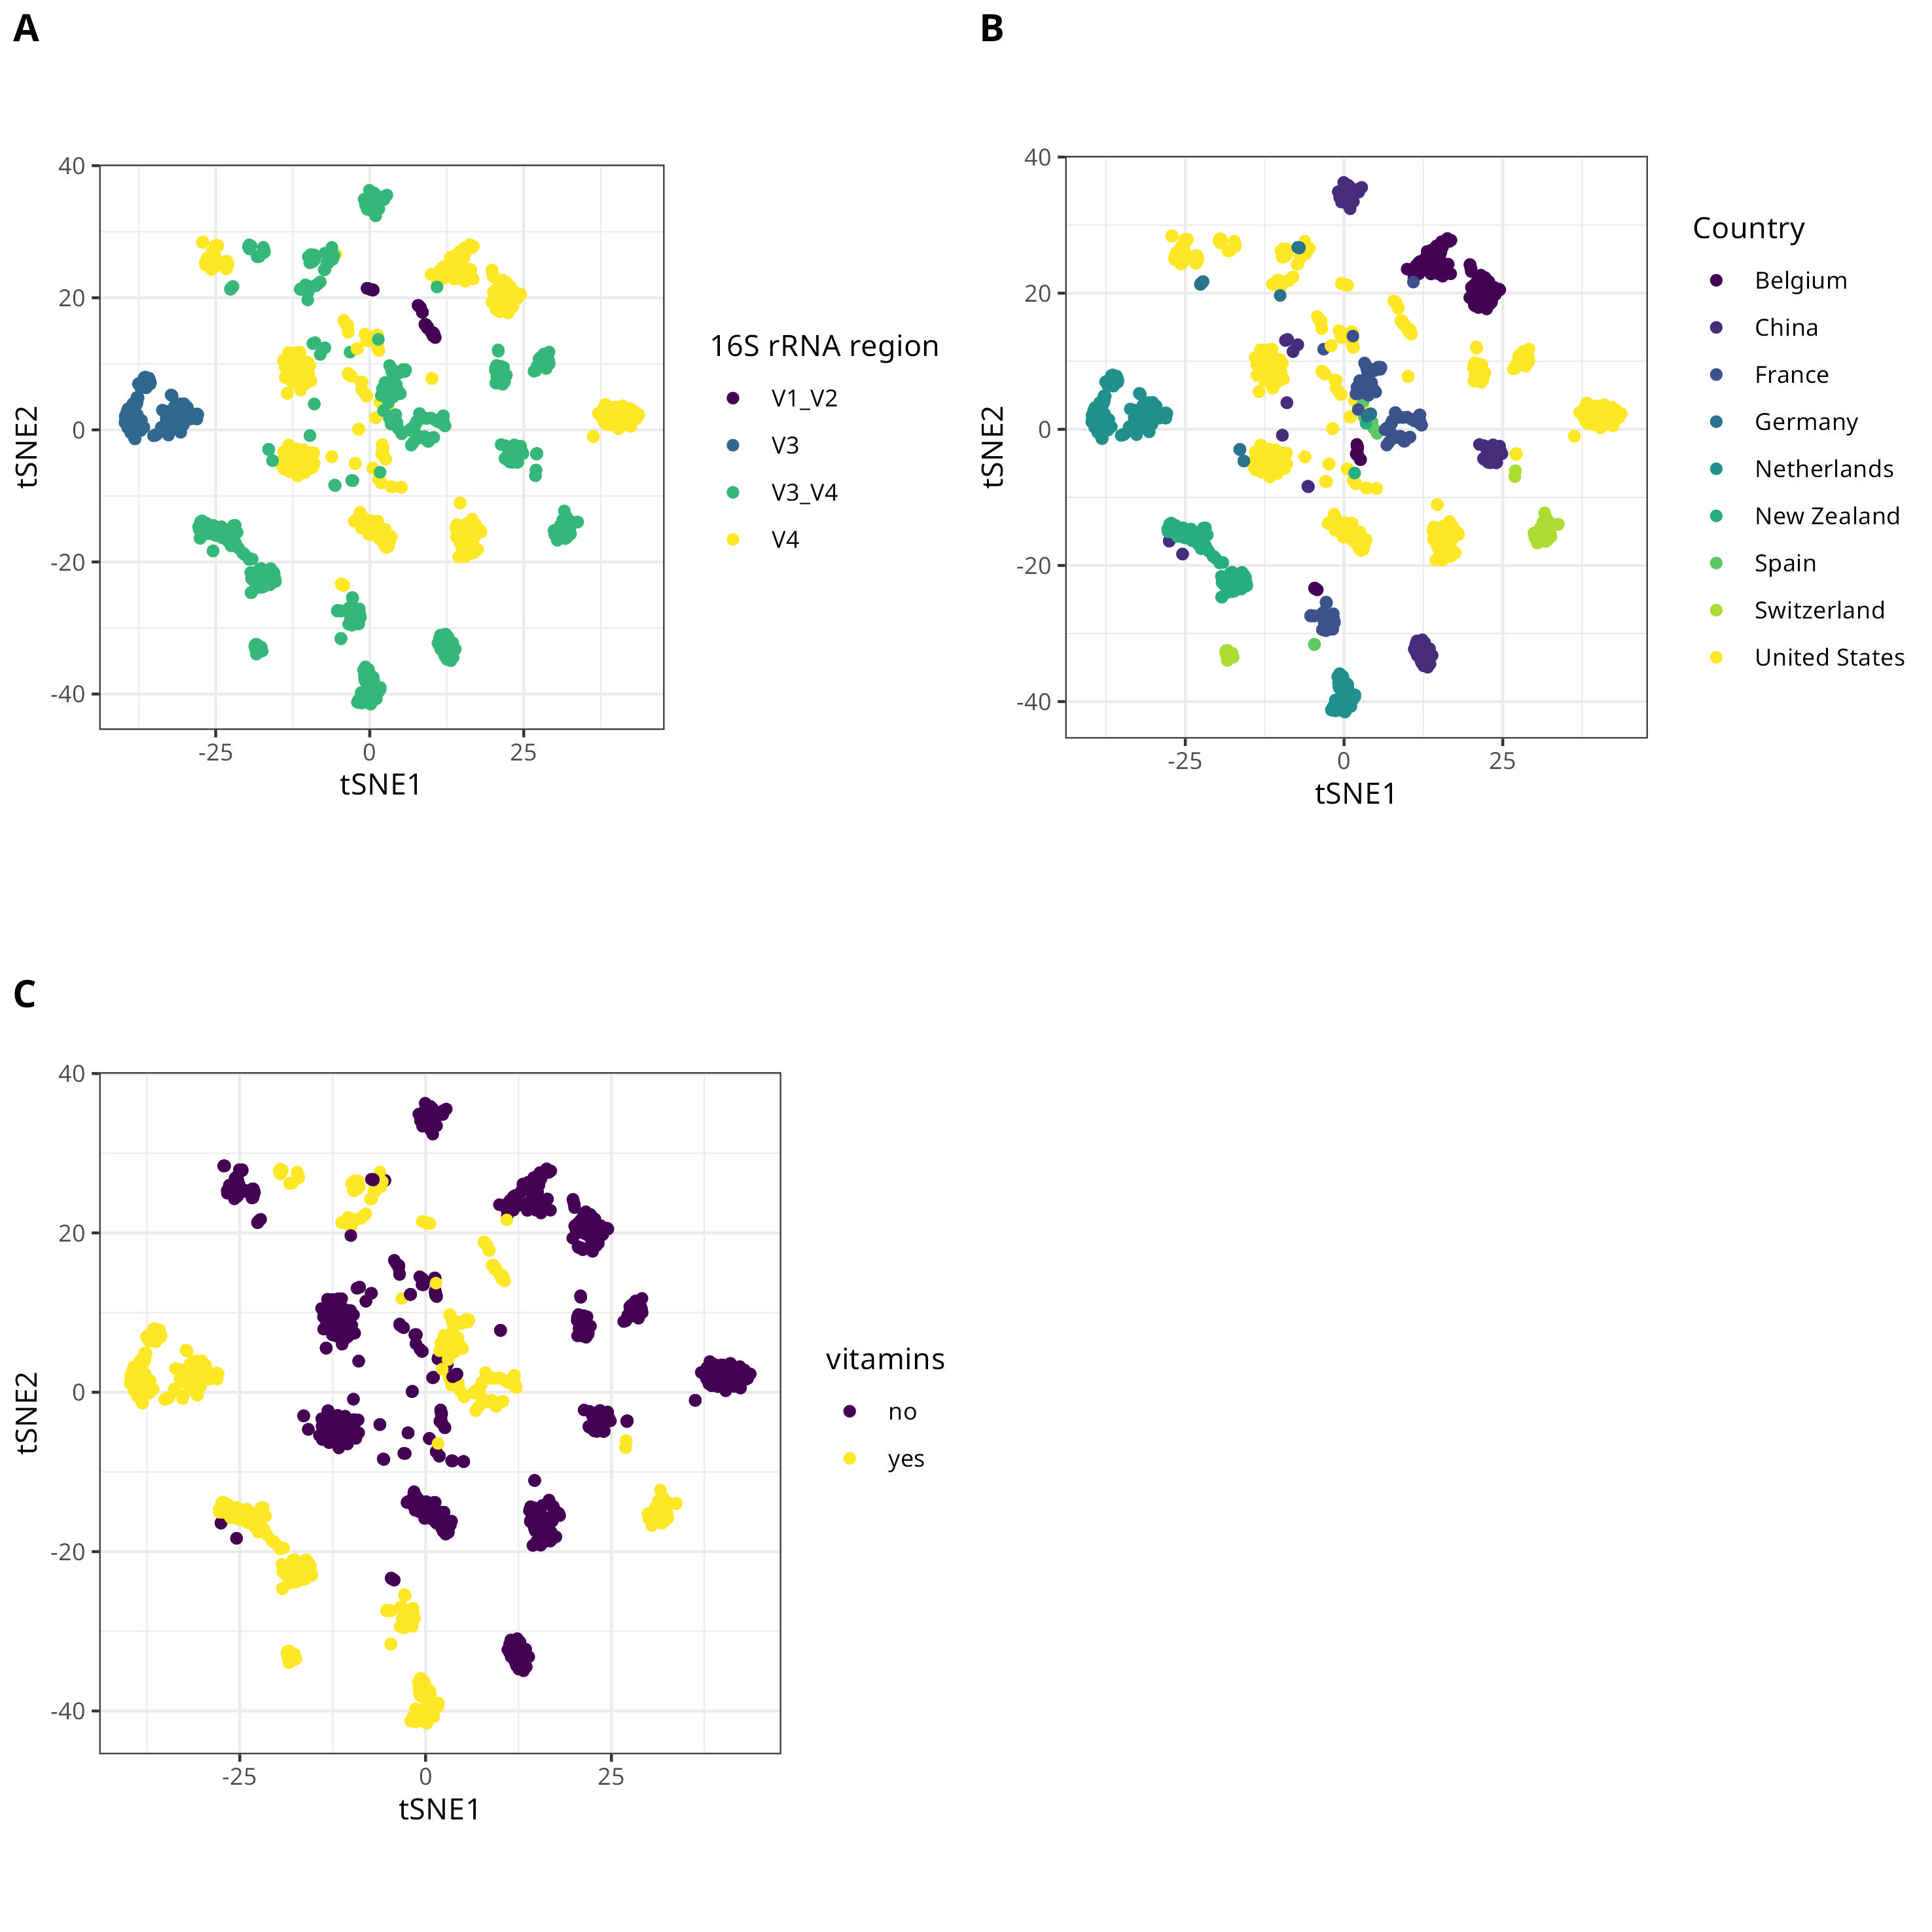 A
40
20
0
-20
-40
-25
0
25
tSNE1
tSNE2
16S rRNA region
V1_V2
V3
V3_V4
V4
B
40
20
0
-20
-40
-25
0
25
tSNE1
tSNE2
Country
Belgium
China
France
Germany
Netherlands
New Zealand
Spain
Switzerland
United States
C
40
20
0
-20
-40
-25
0
25
tSNE1
tSNE2
vitamins
no
yes